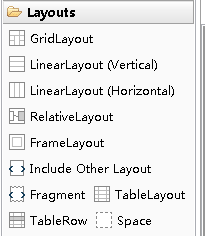 Layouts
GridLayout
LinearLayout (Vertical)
LinearLayout (Horizontal)
RelativeLayout
FrameLayout
Include Other Layout
Fragment TableLayout
TableRow Space